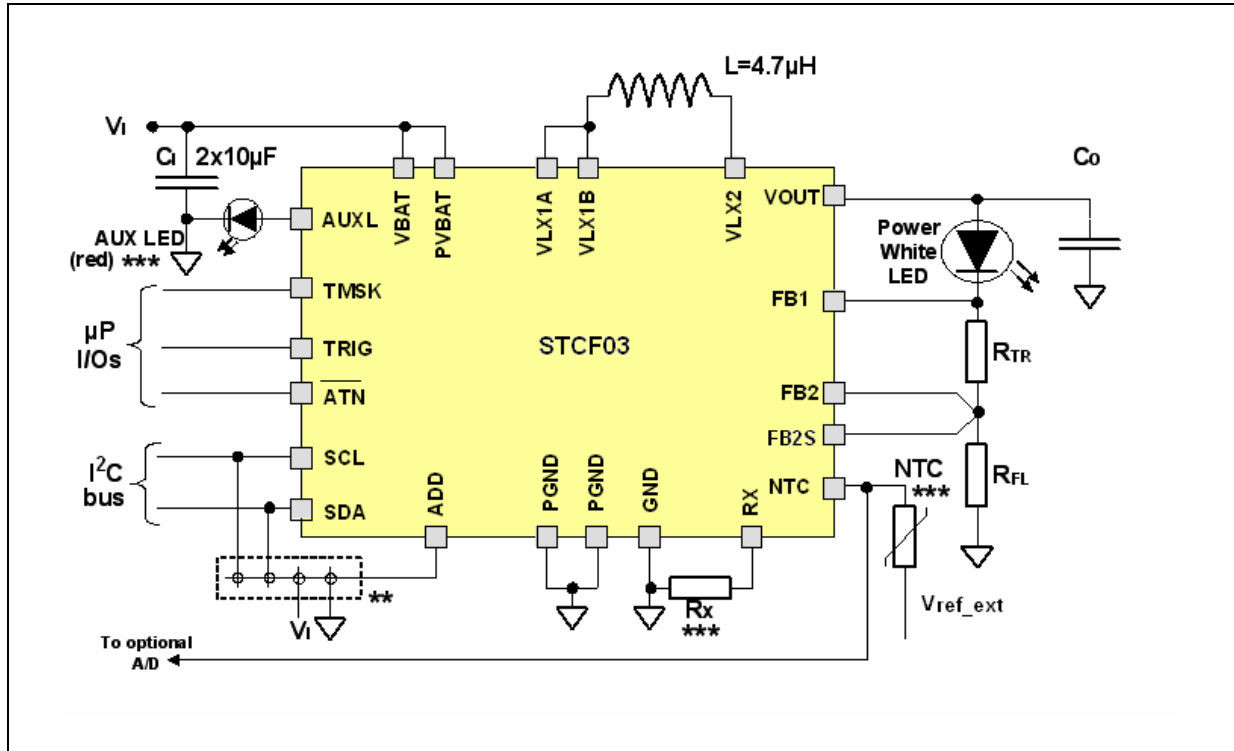 L=4.7µH
VI
CI 2x10µF
CO
VBAT
PVBAT
VLX1A
VLX1B
VLX2
VOUT
AUXL
AUX LED
(red) ***
Power
White
LED
TMSK
FB1
µP
I/Os
TRIG
STCF03
RTR
ATN
FB2
FB2S
SCL
I²C
bus
SDA
ADD
PGND
PGND
GND
RX
NTC
NTC
***
RFL
**
VI
Rx
***
Vref_ext
To optional
A/D